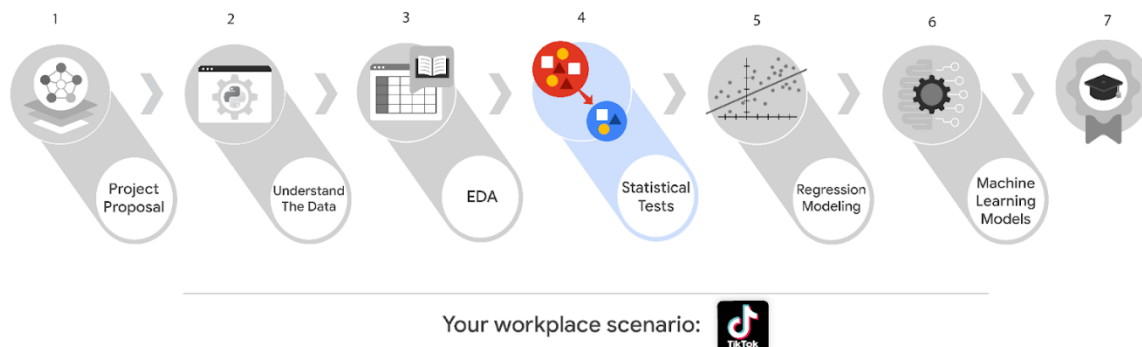 1
2
3
4
5
6
7
Project
Proposal
Understand
The Data
EDA
Statistical
Tests
Regression
Modeling
Machine
Learning
Models
Your workplace scenario:
TikTok